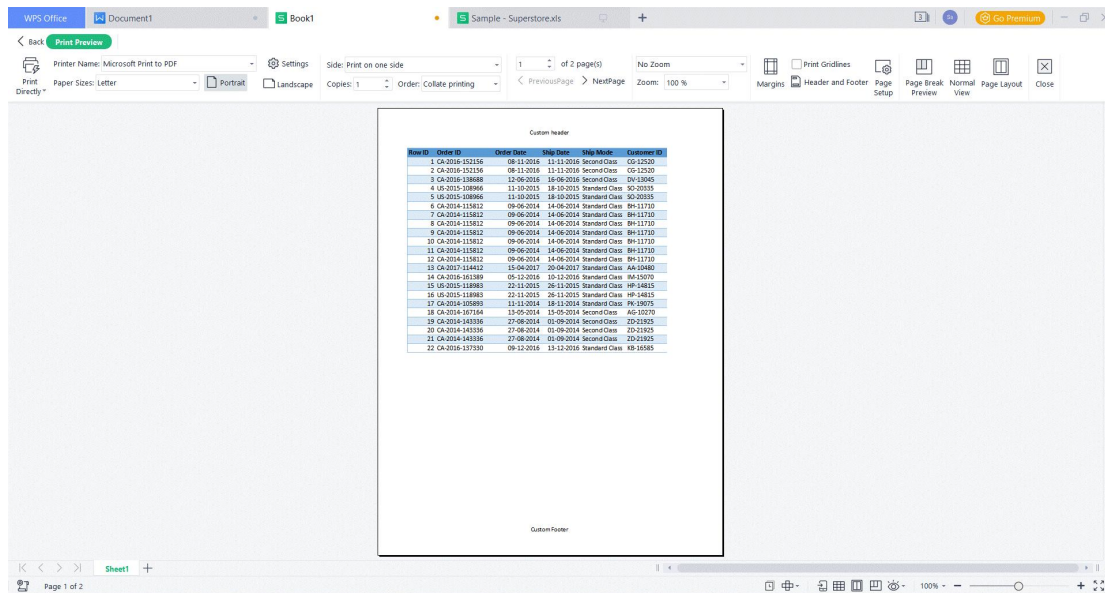 WPS Office Document1 Book1 Sample - Superstore.xls + 3 Go Premium
Back Print Preview
Printer Name: Microsoft Print to PDF Settings Side: Print on one side 1 of 2 page(s) No Zoom Print Gridlines
Print Directly Paper Sizes: Letter Portrait Landscape Copies: 1 Order: Collate printing PreviousPage NextPage Zoom: 100 % Margins Header and Footer Page Setup Page Break Preview Normal View Page Layout Close
Custom header
Row ID Order ID Order Date Ship Date Ship Mode Customer ID
1 CA-2016-152156 08-11-2016 11-11-2016 Second Class CG-12520
2 CA-2016-152156 08-11-2016 11-11-2016 Second Class CG-12520
3 CA-2016-138688 12-06-2016 16-06-2016 Second Class DV-13045
4 US-2015-108966 11-10-2015 18-10-2015 Standard Class SO-20335
5 US-2015-108966 11-10-2015 18-10-2015 Standard Class SO-20335
6 CA-2014-115812 09-06-2014 14-06-2014 Standard Class BH-11710
7 CA-2014-115812 09-06-2014 14-06-2014 Standard Class BH-11710
8 CA-2014-115812 09-06-2014 14-06-2014 Standard Class BH-11710
9 CA-2014-115812 09-06-2014 14-06-2014 Standard Class BH-11710
10 CA-2014-115812 09-06-2014 14-06-2014 Standard Class BH-11710
11 CA-2014-115812 09-06-2014 14-06-2014 Standard Class BH-11710
12 CA-2014-115812 09-06-2014 14-06-2014 Standard Class BH-11710
13 CA-2017-114412 15-04-2017 20-04-2017 Standard Class AA-10480
14 CA-2016-161389 05-12-2016 10-12-2016 Standard Class IM-15070
15 US-2015-118983 22-11-2015 26-11-2015 Standard Class HP-14815
16 US-2015-118983 22-11-2015 26-11-2015 Standard Class HP-14815
17 CA-2014-105893 11-11-2014 18-11-2014 Standard Class PK-19075
18 CA-2014-167164 13-05-2014 15-05-2014 Second Class AG-10270
19 CA-2014-143336 27-08-2014 01-09-2014 Second Class ZD-21925
20 CA-2014-143336 27-08-2014 01-09-2014 Second Class ZD-21925
21 CA-2014-143336 27-08-2014 01-09-2014 Second Class ZD-21925
22 CA-2016-137330 09-12-2016 13-12-2016 Standard Class KB-16585
Custom Footer
Sheet1 +
Page 1 of 2 100%